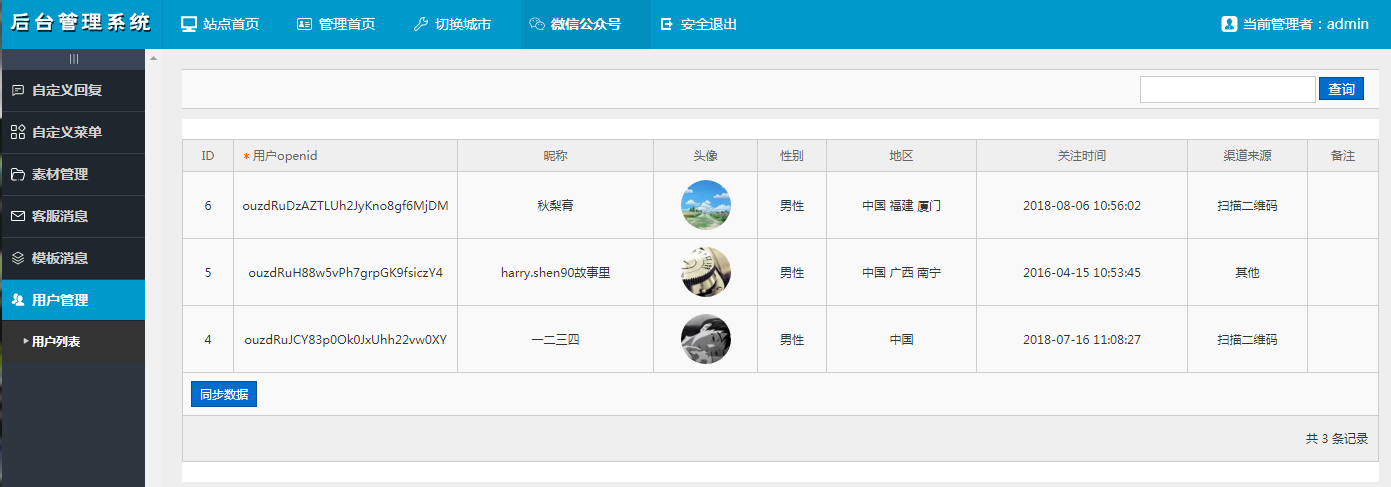 后台管理系统 站点首页 管理首页 切换城市 微信公众号 安全退出 当前管理者：admin
自定义回复
自定义菜单
素材管理
客服消息
模板消息
用户管理
用户列表
查询
ID * 用户openid 昵称 头像 性别 地区 关注时间 渠道来源 备注
6 ouzdRuDzAZTLUh2JyKno8gf6MjDM 秋梨膏 男性 中国 福建 厦门 2018-08-06 10:56:02 扫描二维码
5 ouzdRuH88w5vPh7grpGK9fsiczY4 harry.shen90故事里 男性 中国 广西 南宁 2016-04-15 10:53:45 其他
4 ouzdRuJCY83p0Ok0JxUhh22vw0XY 一二三四 男性 中国 2018-07-16 11:08:27 扫描二维码
同步数据
共 3 条记录